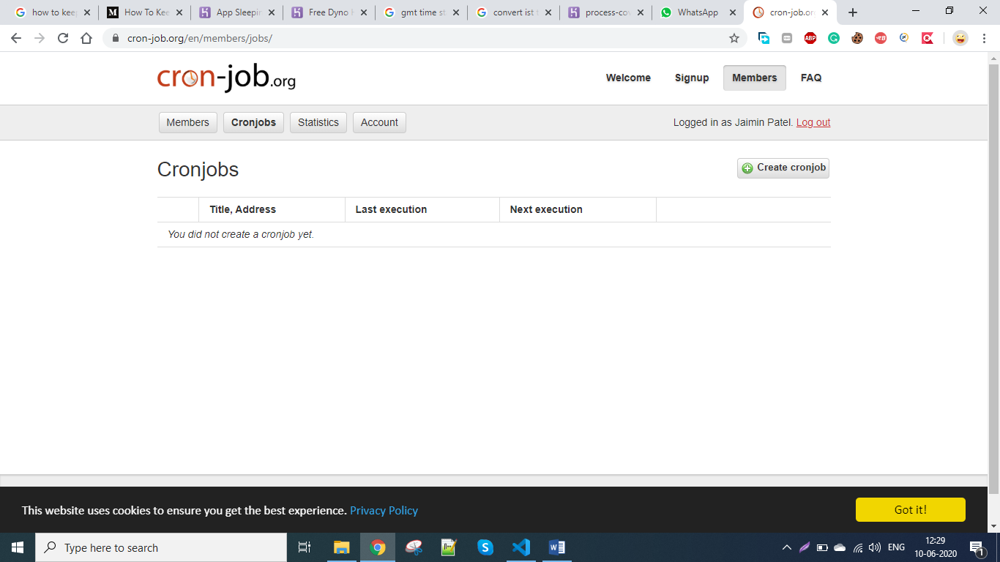 how to keep
How To Kee
App Sleepin
Free Dyno H
gmt time st
convert ist t
process-cov
WhatsApp
cron-job.or
cron-job.org/en/members/jobs/
ABP
cron-job.org
Welcome
Signup
Members
FAQ
Members
Cronjobs
Statistics
Account
Logged in as Jaimin Patel. Log out
Cronjobs
Create cronjob
Title, Address
Last execution
Next execution
You did not create a cronjob yet.
This website uses cookies to ensure you get the best experience. Privacy Policy
Got it!
Type here to search
ENG
12:29
10-06-2020
1